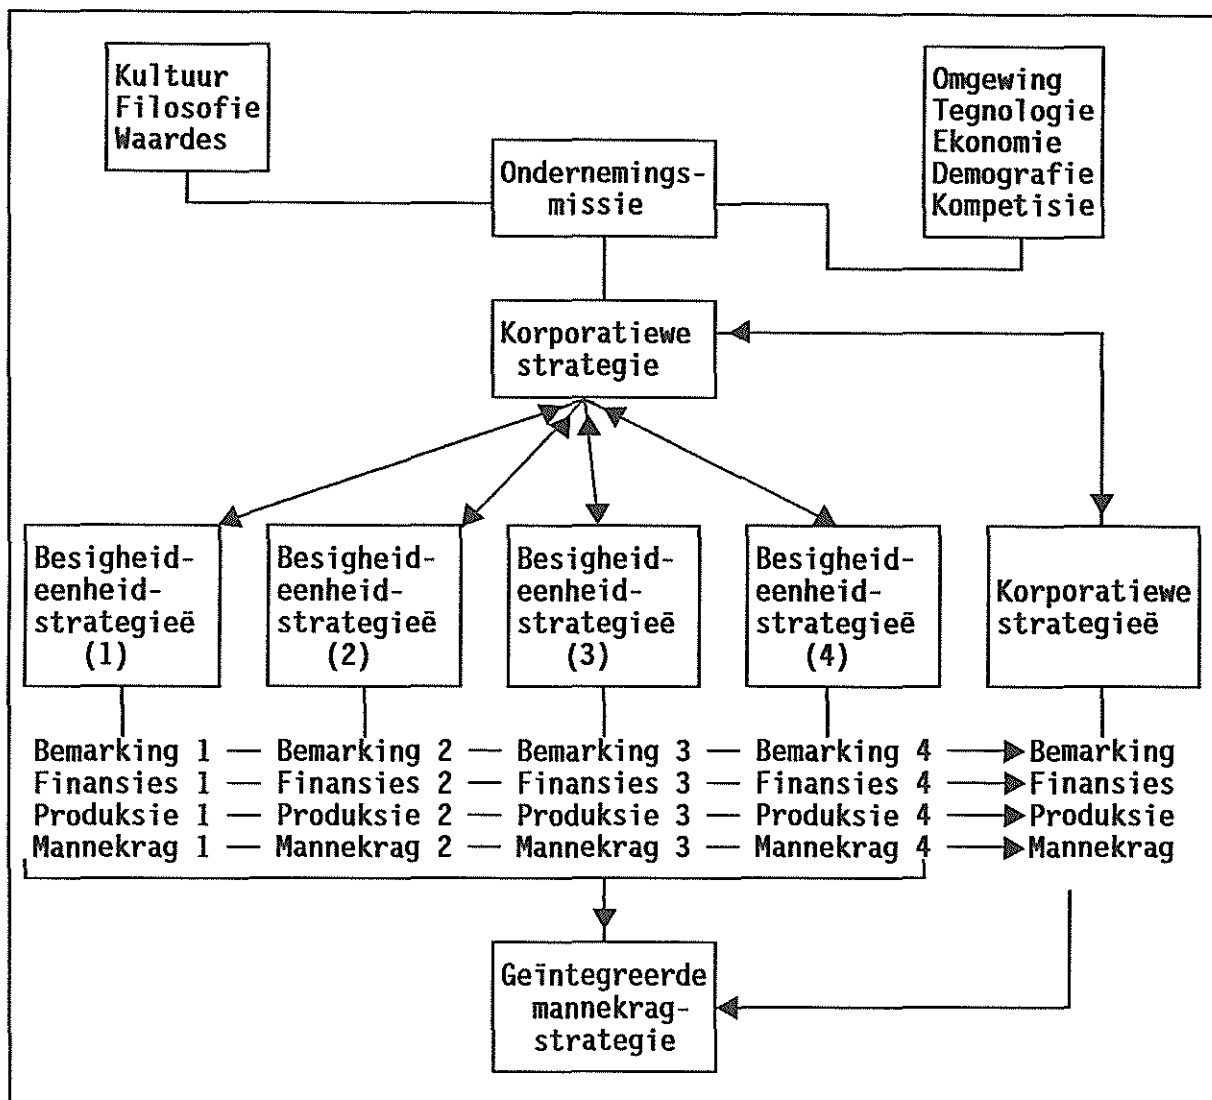 Kultuur
Filosofie
Waardes
Omgewing
Tegnologie
Ekonomie
Demografie
Kompetisie
Ondernemings-
missie
Korporatiewe
strategie
Besigheid-
eenheid-
strategieë
(1)
Besigheid-
eenheid-
strategieë
(2)
Besigheid-
eenheid-
strategieë
(3)
Besigheid-
eenheid-
strategieë
(4)
Korporatiewe
strategieë
Bemarking 1 — Bemarking 2 — Bemarking 3 — Bemarking 4 Bemarking
Finansies 1 — Finansies 2 — Finansies 3 — Finansies 4 Finansies
Produksie 1 — Produksie 2 — Produksie 3 — Produksie 4 Produksie
Mannekrag 1 — Mannekrag 2 — Mannekrag 3 — Mannekrag 4 Mannekrag
Geïntegreerde
mannekrag-
strategie